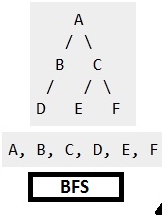 A
/ \
B C
/ / \
D E F
A, B, C, D, E, F
BFS